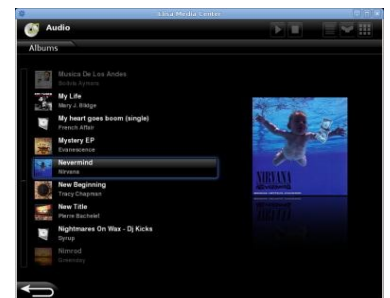 Elisa Media Center
Audio
Albums
Musica De Los Andes
My Life
Mary J. Bldige
My heart goes boom (single)
French Affair
Mystery EP
Evanescence
Nevermind
Nirvana
New Beginning
Tracy Chapman
New Title
Pierre Bachelet
Nightmares On Wax - Dj Kicks
Syrup
Nimrod
Greenday
NIRVANA